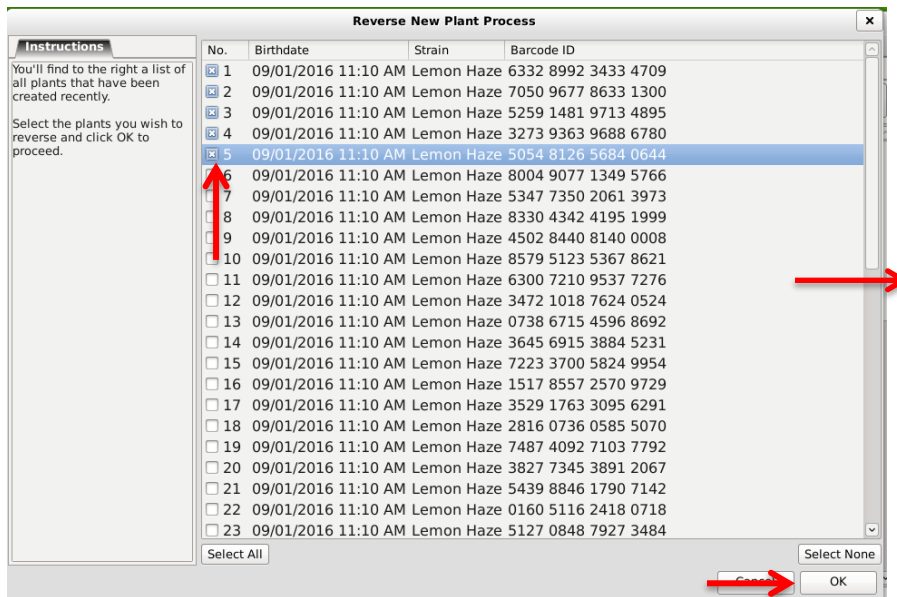 Reverse New Plant Process
Instructions
You'll find to the right a list of
all plants that have been
created recently.
Select the plants you wish to
reverse and click OK to
proceed.
No. Birthdate Strain Barcode ID
1 09/01/2016 11:10 AM Lemon Haze 6332 8992 3433 4709
2 09/01/2016 11:10 AM Lemon Haze 7050 9677 8633 1300
3 09/01/2016 11:10 AM Lemon Haze 5259 1481 9713 4895
4 09/01/2016 11:10 AM Lemon Haze 3273 9363 9688 6780
5 09/01/2016 11:10 AM Lemon Haze 5054 8126 5684 0644
6 09/01/2016 11:10 AM Lemon Haze 8004 9077 1349 5766
7 09/01/2016 11:10 AM Lemon Haze 5347 7350 2061 3973
8 09/01/2016 11:10 AM Lemon Haze 8330 4342 4195 1999
9 09/01/2016 11:10 AM Lemon Haze 4502 8440 8140 0008
10 09/01/2016 11:10 AM Lemon Haze 8579 5123 5367 8621
11 09/01/2016 11:10 AM Lemon Haze 6300 7210 9537 7276
12 09/01/2016 11:10 AM Lemon Haze 3472 1018 7624 0524
13 09/01/2016 11:10 AM Lemon Haze 0738 6715 4596 8692
14 09/01/2016 11:10 AM Lemon Haze 3645 6915 3884 5231
15 09/01/2016 11:10 AM Lemon Haze 7223 3700 5824 9954
16 09/01/2016 11:10 AM Lemon Haze 1517 8557 2570 9729
17 09/01/2016 11:10 AM Lemon Haze 3529 1763 3095 6291
18 09/01/2016 11:10 AM Lemon Haze 2816 0736 0585 5070
19 09/01/2016 11:10 AM Lemon Haze 7487 4092 7103 7792
20 09/01/2016 11:10 AM Lemon Haze 3827 7345 3891 2067
21 09/01/2016 11:10 AM Lemon Haze 5439 8846 1790 7142
22 09/01/2016 11:10 AM Lemon Haze 0160 5116 2418 0718
23 09/01/2016 11:10 AM Lemon Haze 5127 0848 7927 3484
Select All
Select None
OK